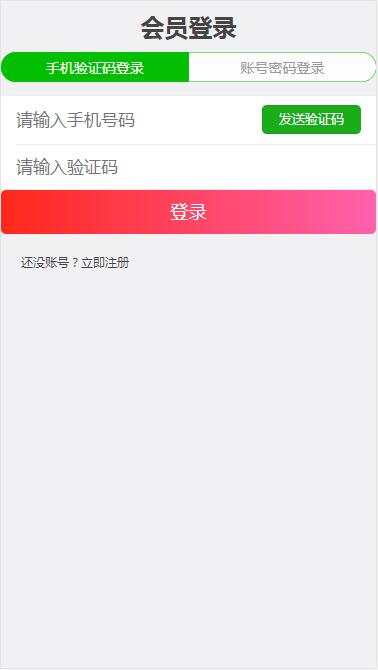 会员登录
手机验证码登录 账号密码登录
请输入手机号码 发送验证码
请输入验证码
登录
还没账号？立即注册